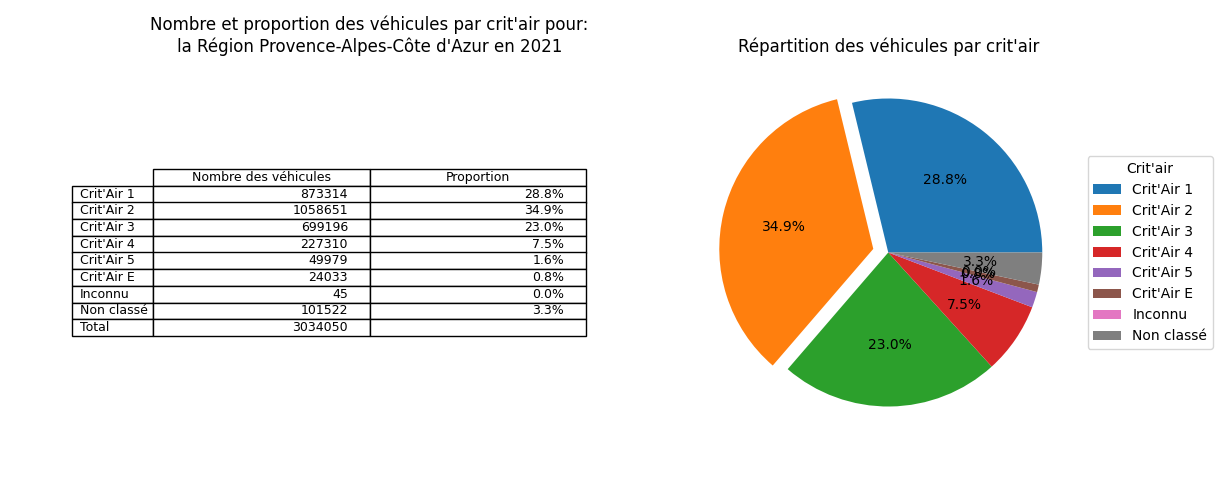 Nombre et proportion des véhicules par crit'air pour:
la Région Provence-Alpes-Côte d'Azur en 2021
Nombre des véhicules Proportion
Crit'Air 1 873314 28.8%
Crit'Air 2 1058651 34.9%
Crit'Air 3 699196 23.0%
Crit'Air 4 227310 7.5%
Crit'Air 5 49979 1.6%
Crit'Air E 24033 0.8%
Inconnu 45 0.0%
Non classé 101522 3.3%
Total 3034050
Répartition des véhicules par crit'air
28.8%
34.9%
23.0%
7.5%
1.6%
3.3%
Crit'air
Crit'Air 1
Crit'Air 2
Crit'Air 3
Crit'Air 4
Crit'Air 5
Crit'Air E
Inconnu
Non classé